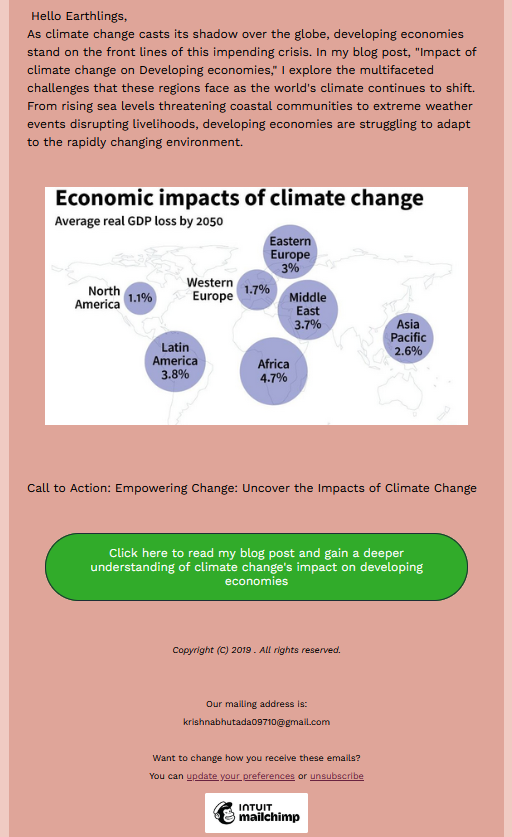 Hello Earthlings,
As climate change casts its shadow over the globe, developing economies
stand on the front lines of this impending crisis. In my blog post, "Impact of
climate change on Developing economies," I explore the multifaceted
challenges that these regions face as the world's climate continues to shift.
From rising sea levels threatening coastal communities to extreme weather
events disrupting livelihoods, developing economies are struggling to adapt
to the rapidly changing environment.
Economic impacts of climate change
Average real GDP loss by 2050
Eastern
Europe
3%
North
America
1.1%
Western
Europe
1.7%
Middle
East
3.7%
Asia
Pacific
2.6%
Latin
America
3.8%
Africa
4.7%
Call to Action: Empowering Change: Uncover the Impacts of Climate Change
Click here to read my blog post and gain a deeper
understanding of climate change's impact on developing
economies
Copyright (C) 2019 . All rights reserved.
Our mailing address is:
krishnabhutada09710@gmail.com
Want to change how you receive these emails?
You can update your preferences or unsubscribe
INTUIT
mailchimp